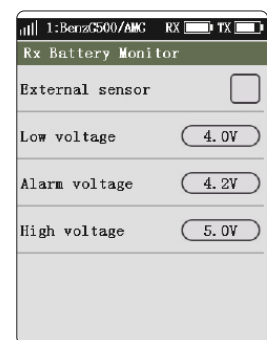 1:BenzG500/AMG RX TX
Rx Battery Monitor
External sensor
Low voltage 4.0V
Alarm voltage 4.2V
High voltage 5.0V